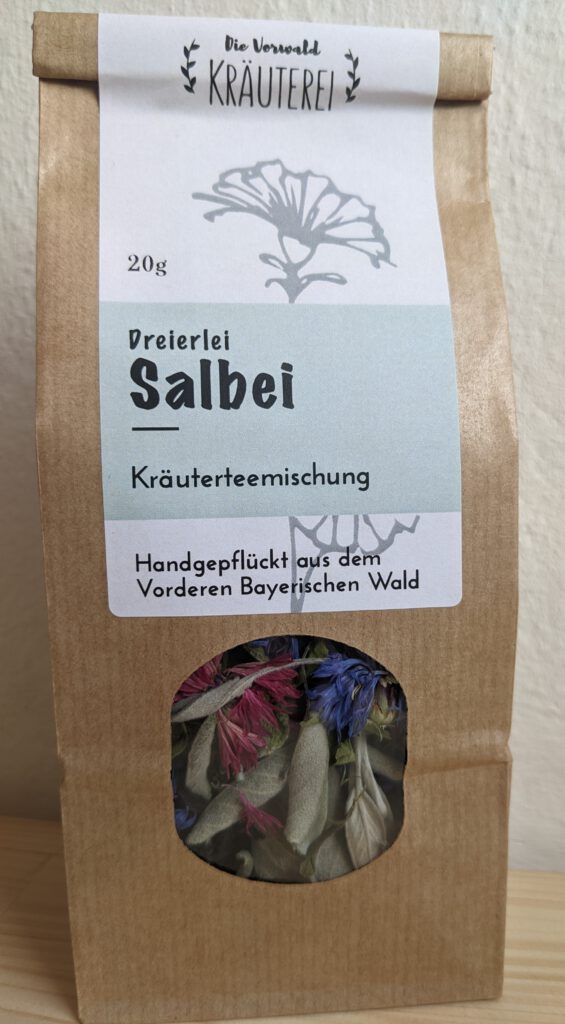 Die Vorwald
KRÄUTEREI
20g
Dreierlei
Salbei
Kräuterteemischung
Handgepflückt aus dem
Vorderen Bayerischen Wald